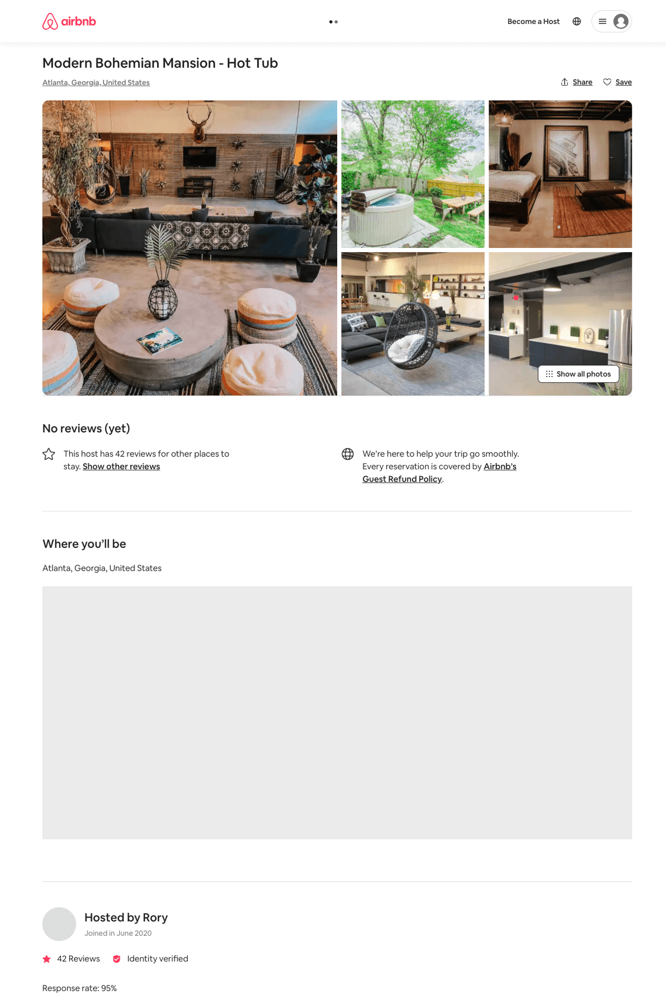 airbnb
Become a Host
Modern Bohemian Mansion - Hot Tub
Atlanta, Georgia, United States
Share
Save
Show all photos
No reviews (yet)
This host has 42 reviews for other places to
stay. Show other reviews
We’re here to help your trip go smoothly.
Every reservation is covered by Airbnb’s
Guest Refund Policy.
Where you’ll be
Atlanta, Georgia, United States
Hosted by Rory
Joined in June 2020
42 Reviews
Identity verified
Response rate: 95%